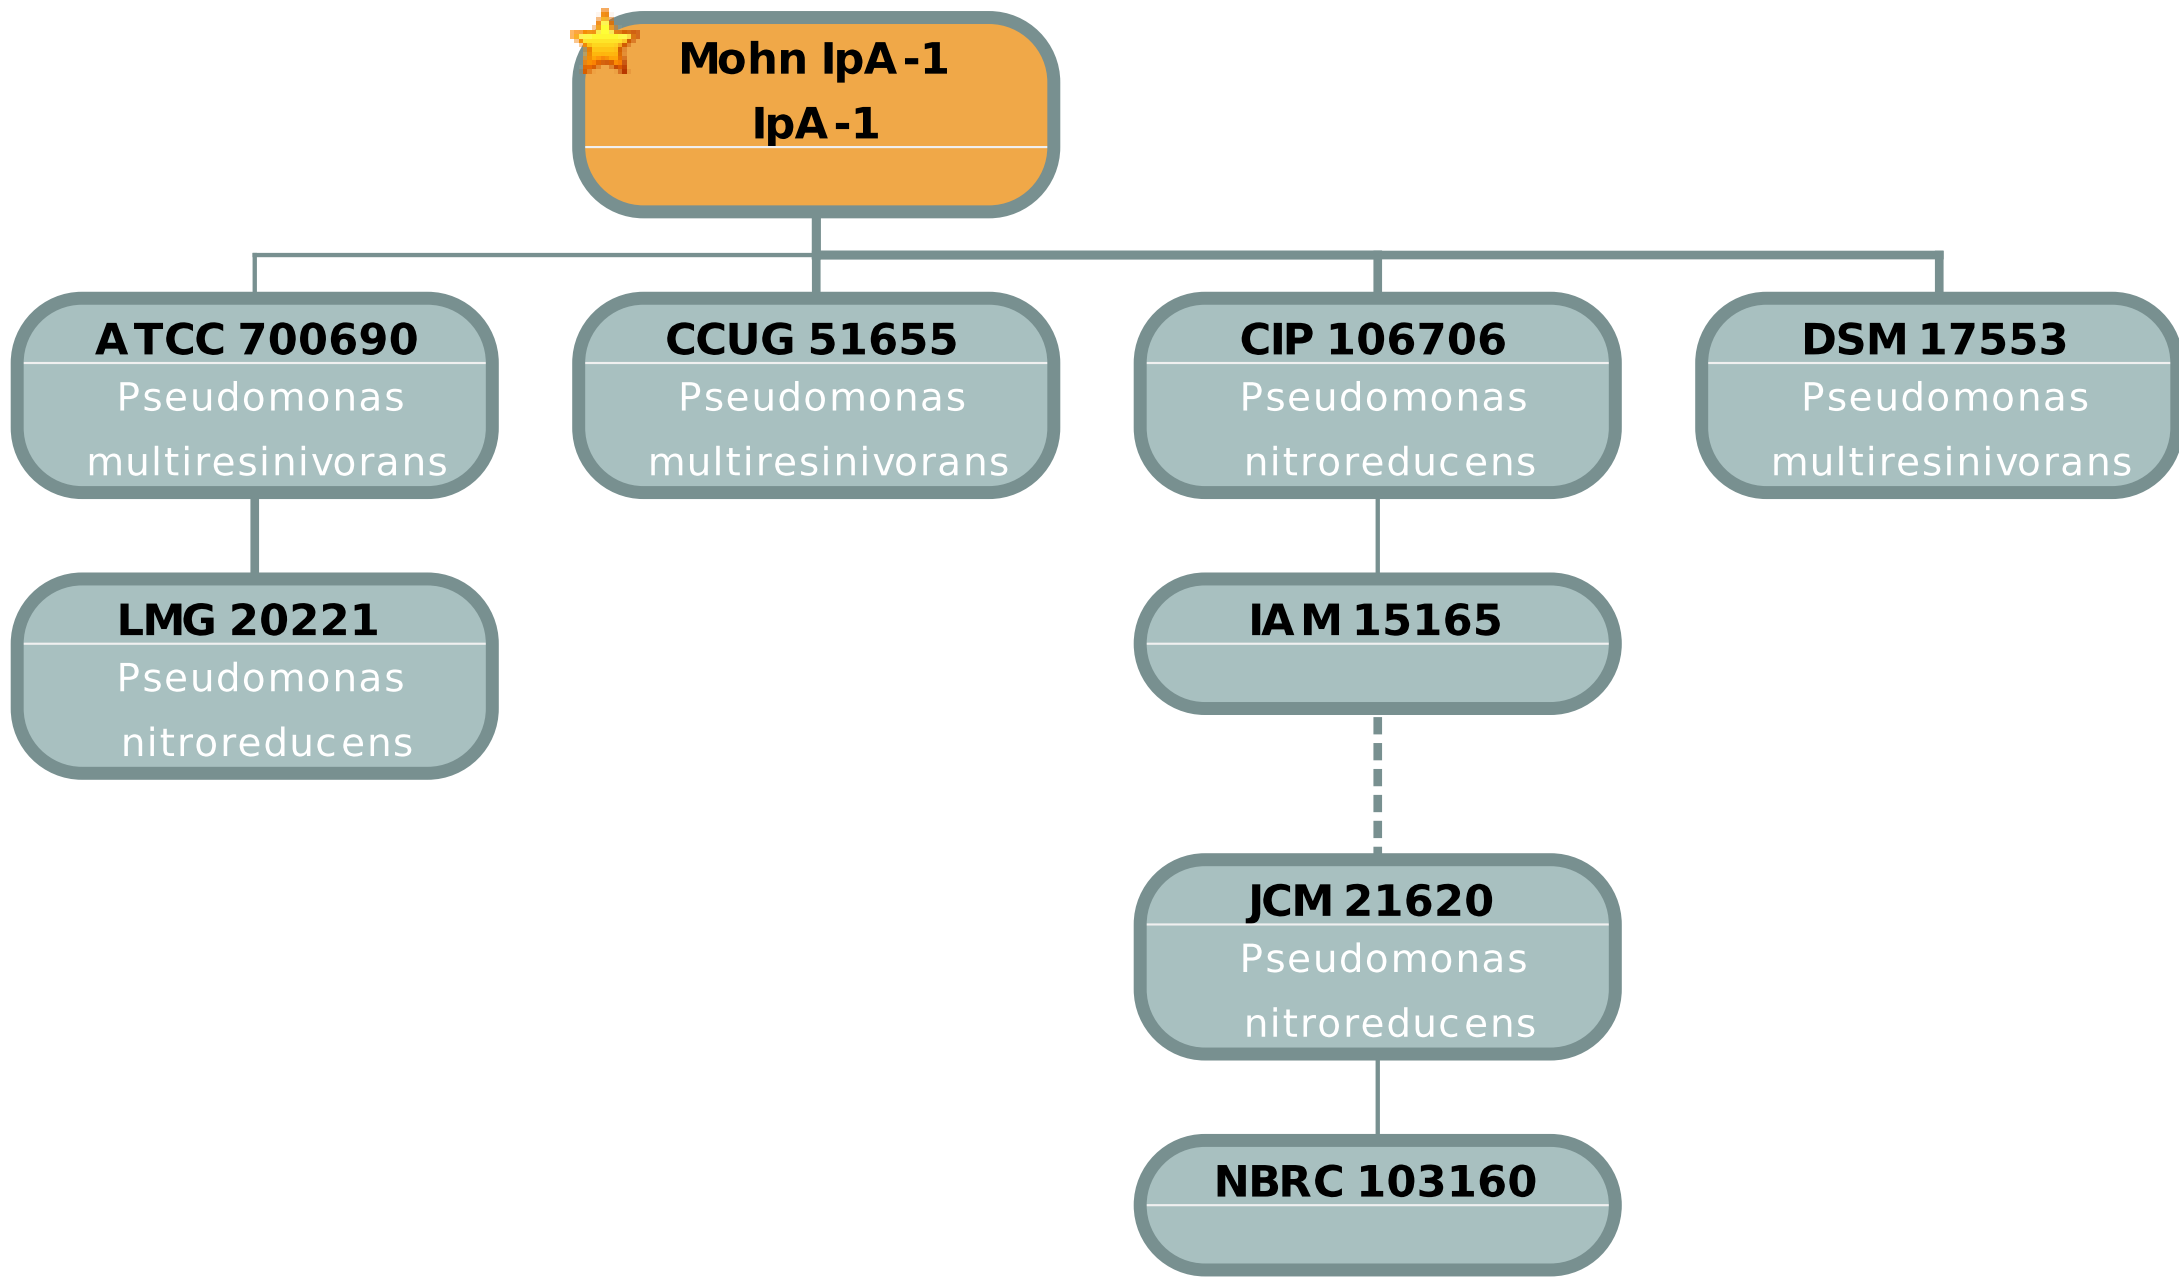 Mohn IpA-1
IpA-1
ATCC 700690
Pseudomonas
multiresinivorans
CCUG 51655
Pseudomonas
multiresinivorans
CIP 106706
Pseudomonas
nitroreducens
DSM 17553
Pseudomonas
multiresinivorans
LMG 20221
Pseudomonas
nitroreducens
IAM 15165
JCM 21620
Pseudomonas
nitroreducens
NBRC 103160